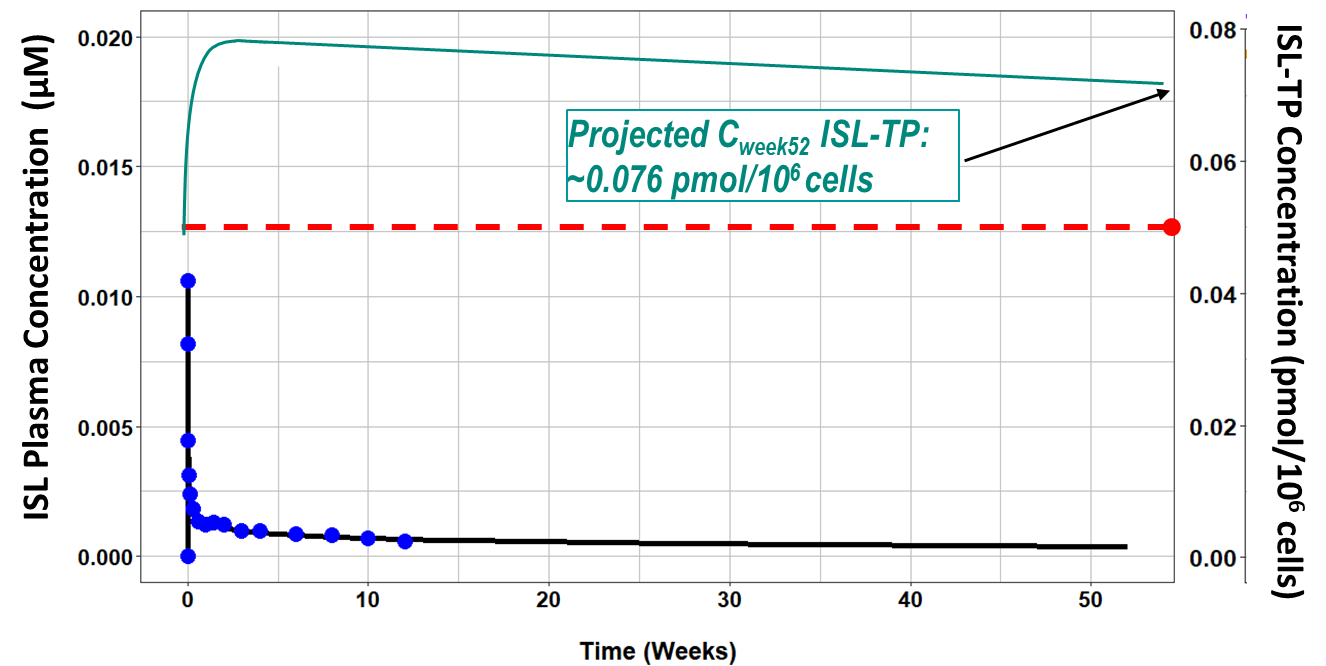 ISL Plasma Concentration (µM)
0.020
0.015
0.010
0.005
0.000
Projected Cweek52 ISL-TP:
~0.076 pmol/10⁶ cells
0.08
0.06
0.04
0.02
0.00
ISL-TP Concentration (pmol/10⁶ cells)
0 10 20 30 40 50
Time (Weeks)